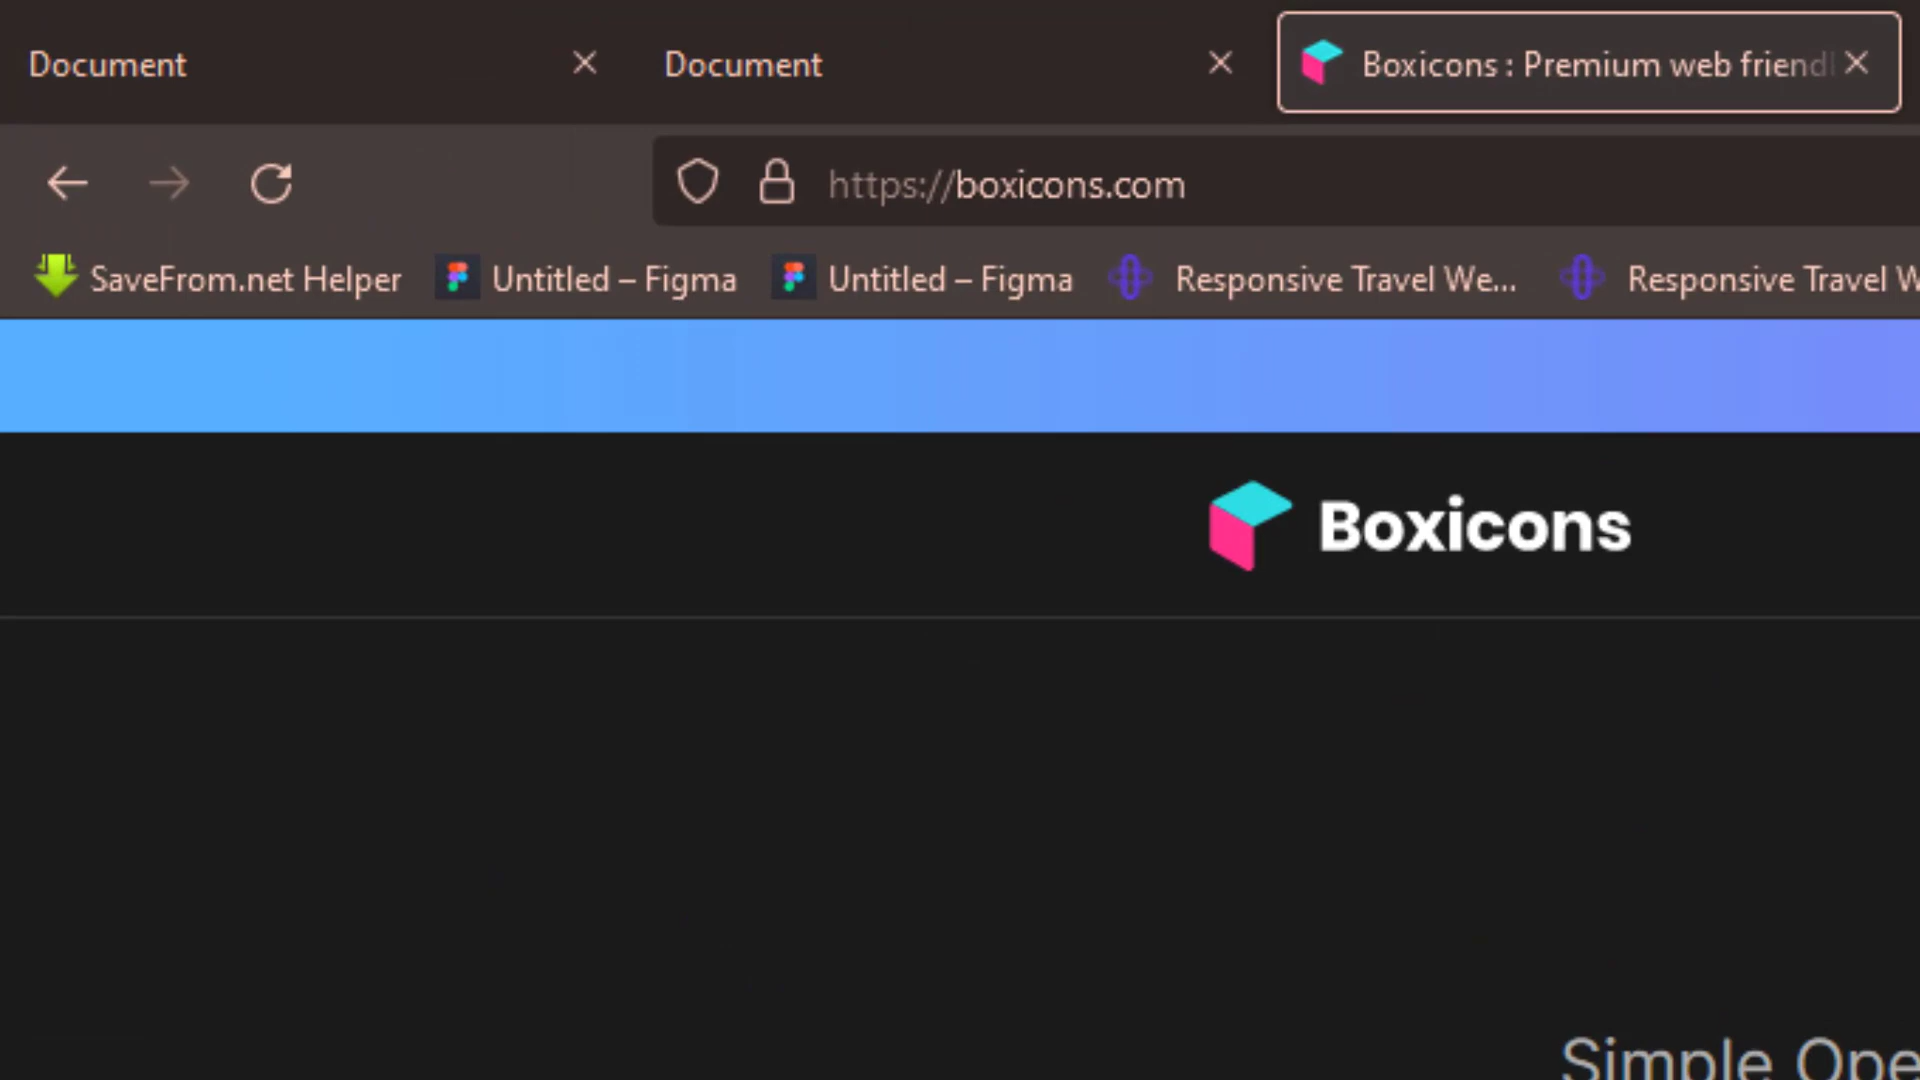 Document
Document
Boxicons : Premium web friend
https://boxicons.com
SaveFrom.net Helper
Untitled – Figma
Untitled – Figma
Responsive Travel We...
Responsive Travel W
Boxicons
Simple Ope